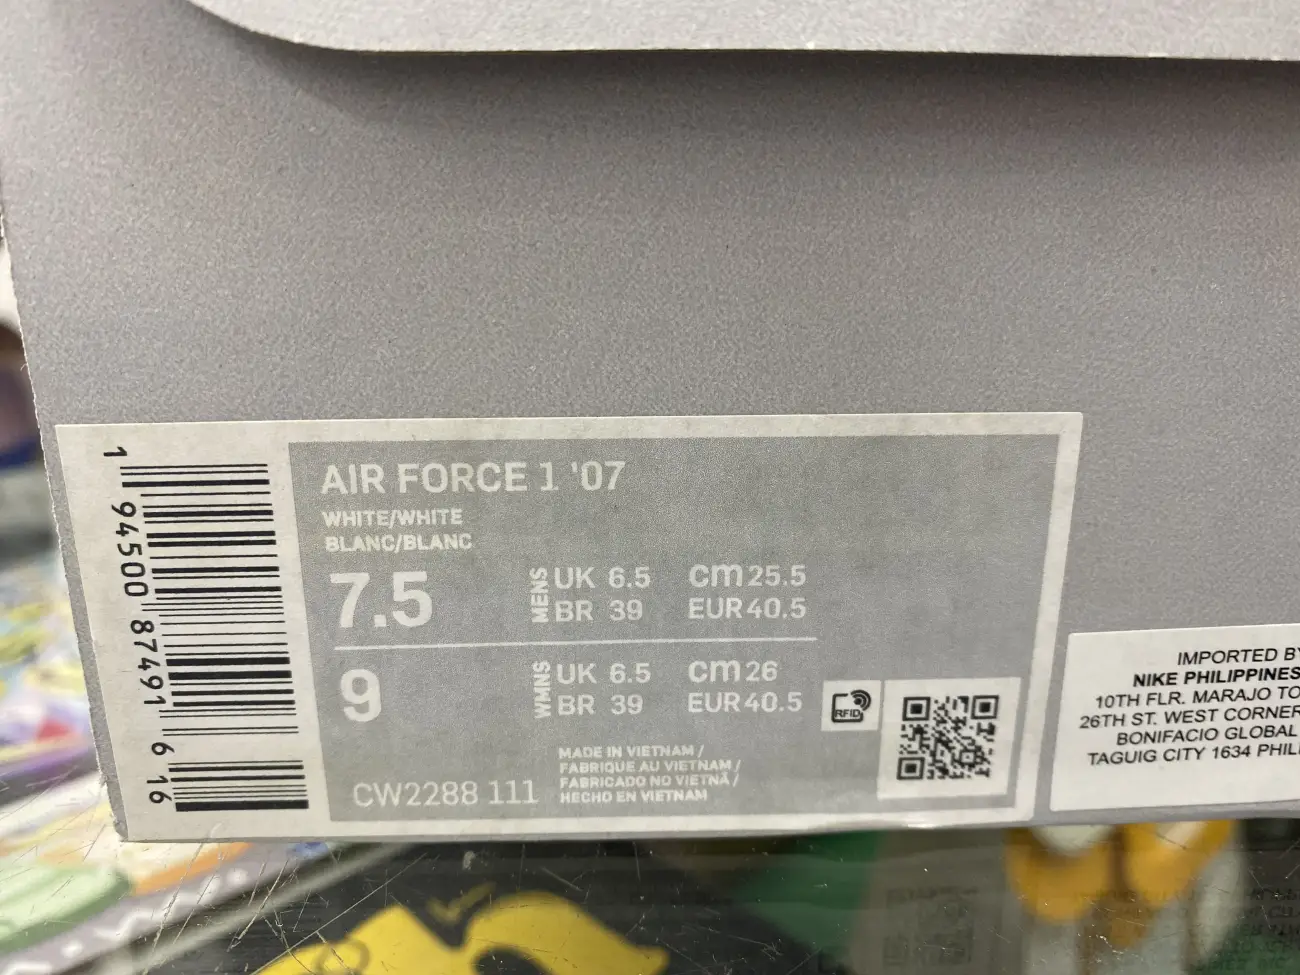 AIR FORCE 1 '07
WHITE/WHITE
BLANC/BLANC
7.5 MENS UK 6.5 cm 25.5
BR 39 EUR 40.5
9 WMNS UK 6.5 cm 26
BR 39 EUR 40.5
RFID
CW2288 111
MADE IN VIETNAM /
FABRIQUE AU VIETNAM /
FABRICADO NO VIETNÃ /
HECHO EN VIETNAM
1 94500 87491 6 16
IMPORTED BY
NIKE PHILIPPINES
10TH FLR. MARAJO TO
26TH ST. WEST CORNER
BONIFACIO GLOBAL
TAGUIG CITY 1634 PHIL